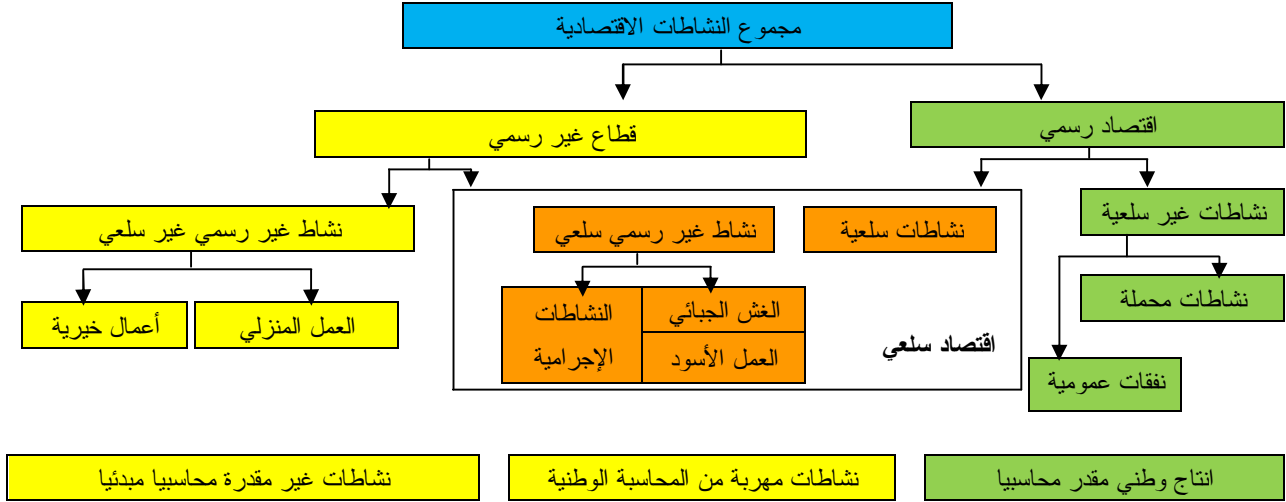 مجموع النشاطات الاقتصادية
اقتصاد رسمي
قطاع غير رسمي
نشاطات غير سلعية
نشاطات سلعية
نشاط غير رسمي سلعي
نشاط غير رسمي غير سلعي
نشاطات محملة
الغش الجبائي
النشاطات
الإجرامية
العمل الأسود
العمل المنزلي
أعمال خيرية
اقتصاد سلعي
نفقات عمومية
انتاج وطني مقدر محاسبيا
نشاطات مهربة من المحاسبة الوطنية
نشاطات غير مقدرة محاسبيا مبدئيا